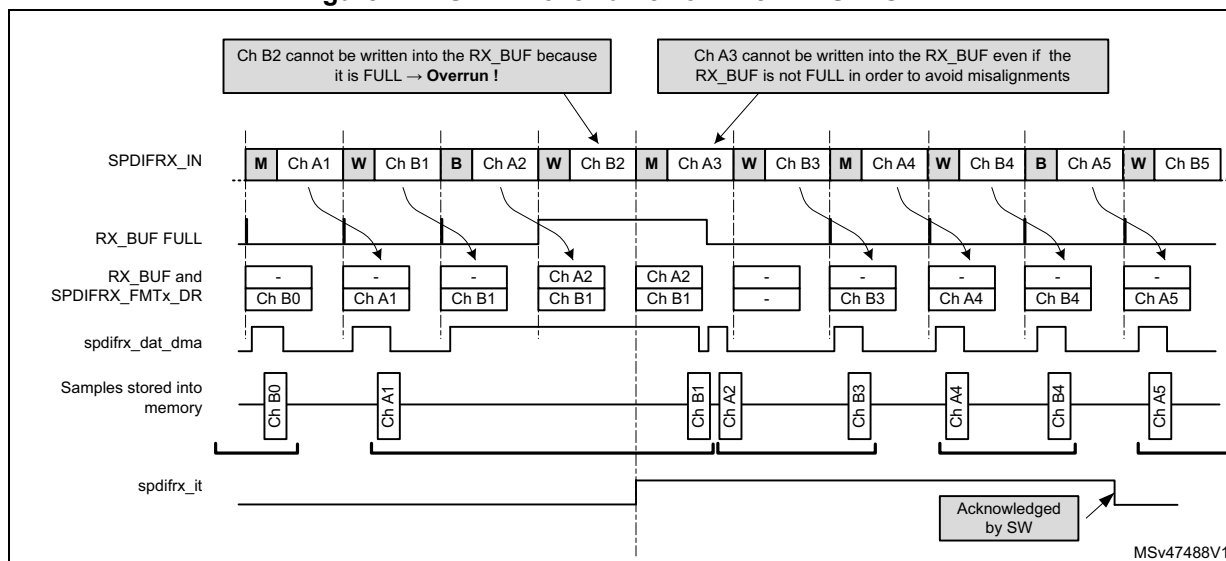 Ch B2 cannot be written into the RX_BUF because
it is FULL → Overrun !
Ch A3 cannot be written into the RX_BUF even if the
RX_BUF is not FULL in order to avoid misalignments
SPDIFRX_IN
M Ch A1 W Ch B1 B Ch A2 W Ch B2 M Ch A3 W Ch B3 M Ch A4 W Ch B4 B Ch A5 W Ch B5
RX_BUF FULL
RX_BUF and
SPDIFRX_FMTx_DR
- - - Ch A2 Ch A2 - - - - -
Ch B0 Ch A1 Ch B1 Ch B1 Ch B1 - Ch B3 Ch A4 Ch B4 Ch A5
spdifrx_dat_dma
Samples stored into
memory
Ch B0 Ch A1 Ch B1 Ch A2 Ch B3 Ch A4 Ch B4 Ch A5
spdifrx_it
Acknowledged
by SW
MSv47488V1